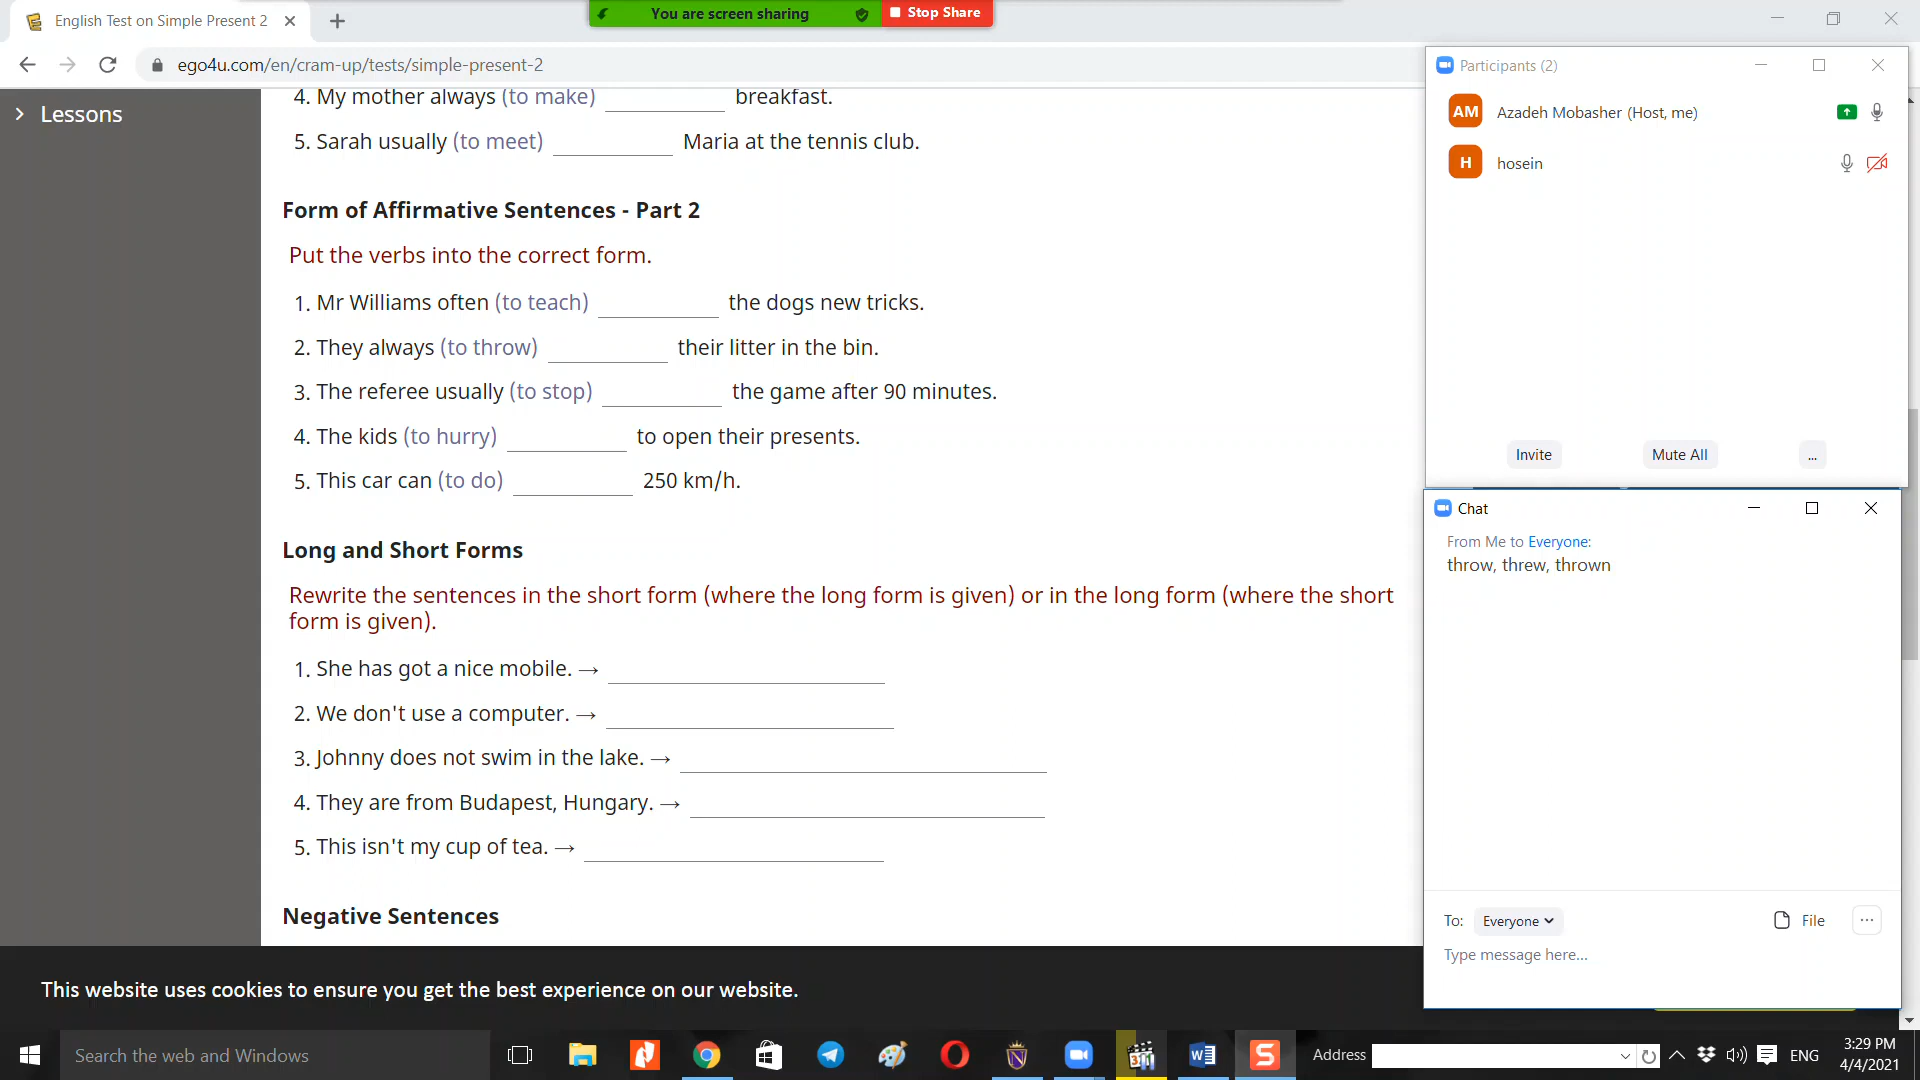 English Test on Simple Present 2
You are screen sharing
Stop Share
ego4u.com/en/cram-up/tests/simple-present-2
Lessons
4. My mother always (to make) breakfast.
5. Sarah usually (to meet) Maria at the tennis club.
Form of Affirmative Sentences - Part 2
Put the verbs into the correct form.
1. Mr Williams often (to teach) the dogs new tricks.
2. They always (to throw) their litter in the bin.
3. The referee usually (to stop) the game after 90 minutes.
4. The kids (to hurry) to open their presents.
5. This car can (to do) 250 km/h.
Long and Short Forms
Rewrite the sentences in the short form (where the long form is given) or in the long form (where the short
form is given).
1. She has got a nice mobile. →
2. We don't use a computer. →
3. Johnny does not swim in the lake. →
4. They are from Budapest, Hungary. →
5. This isn't my cup of tea. →
Negative Sentences
This website uses cookies to ensure you get the best experience on our website.
Participants (2)
AM Azadeh Mobasher (Host, me)
H hosein
Invite Mute All ...
Chat
From Me to Everyone:
throw, threw, thrown
To: Everyone File ...
Type message here...
Search the web and Windows
Address
ENG
3:29 PM
4/4/2021